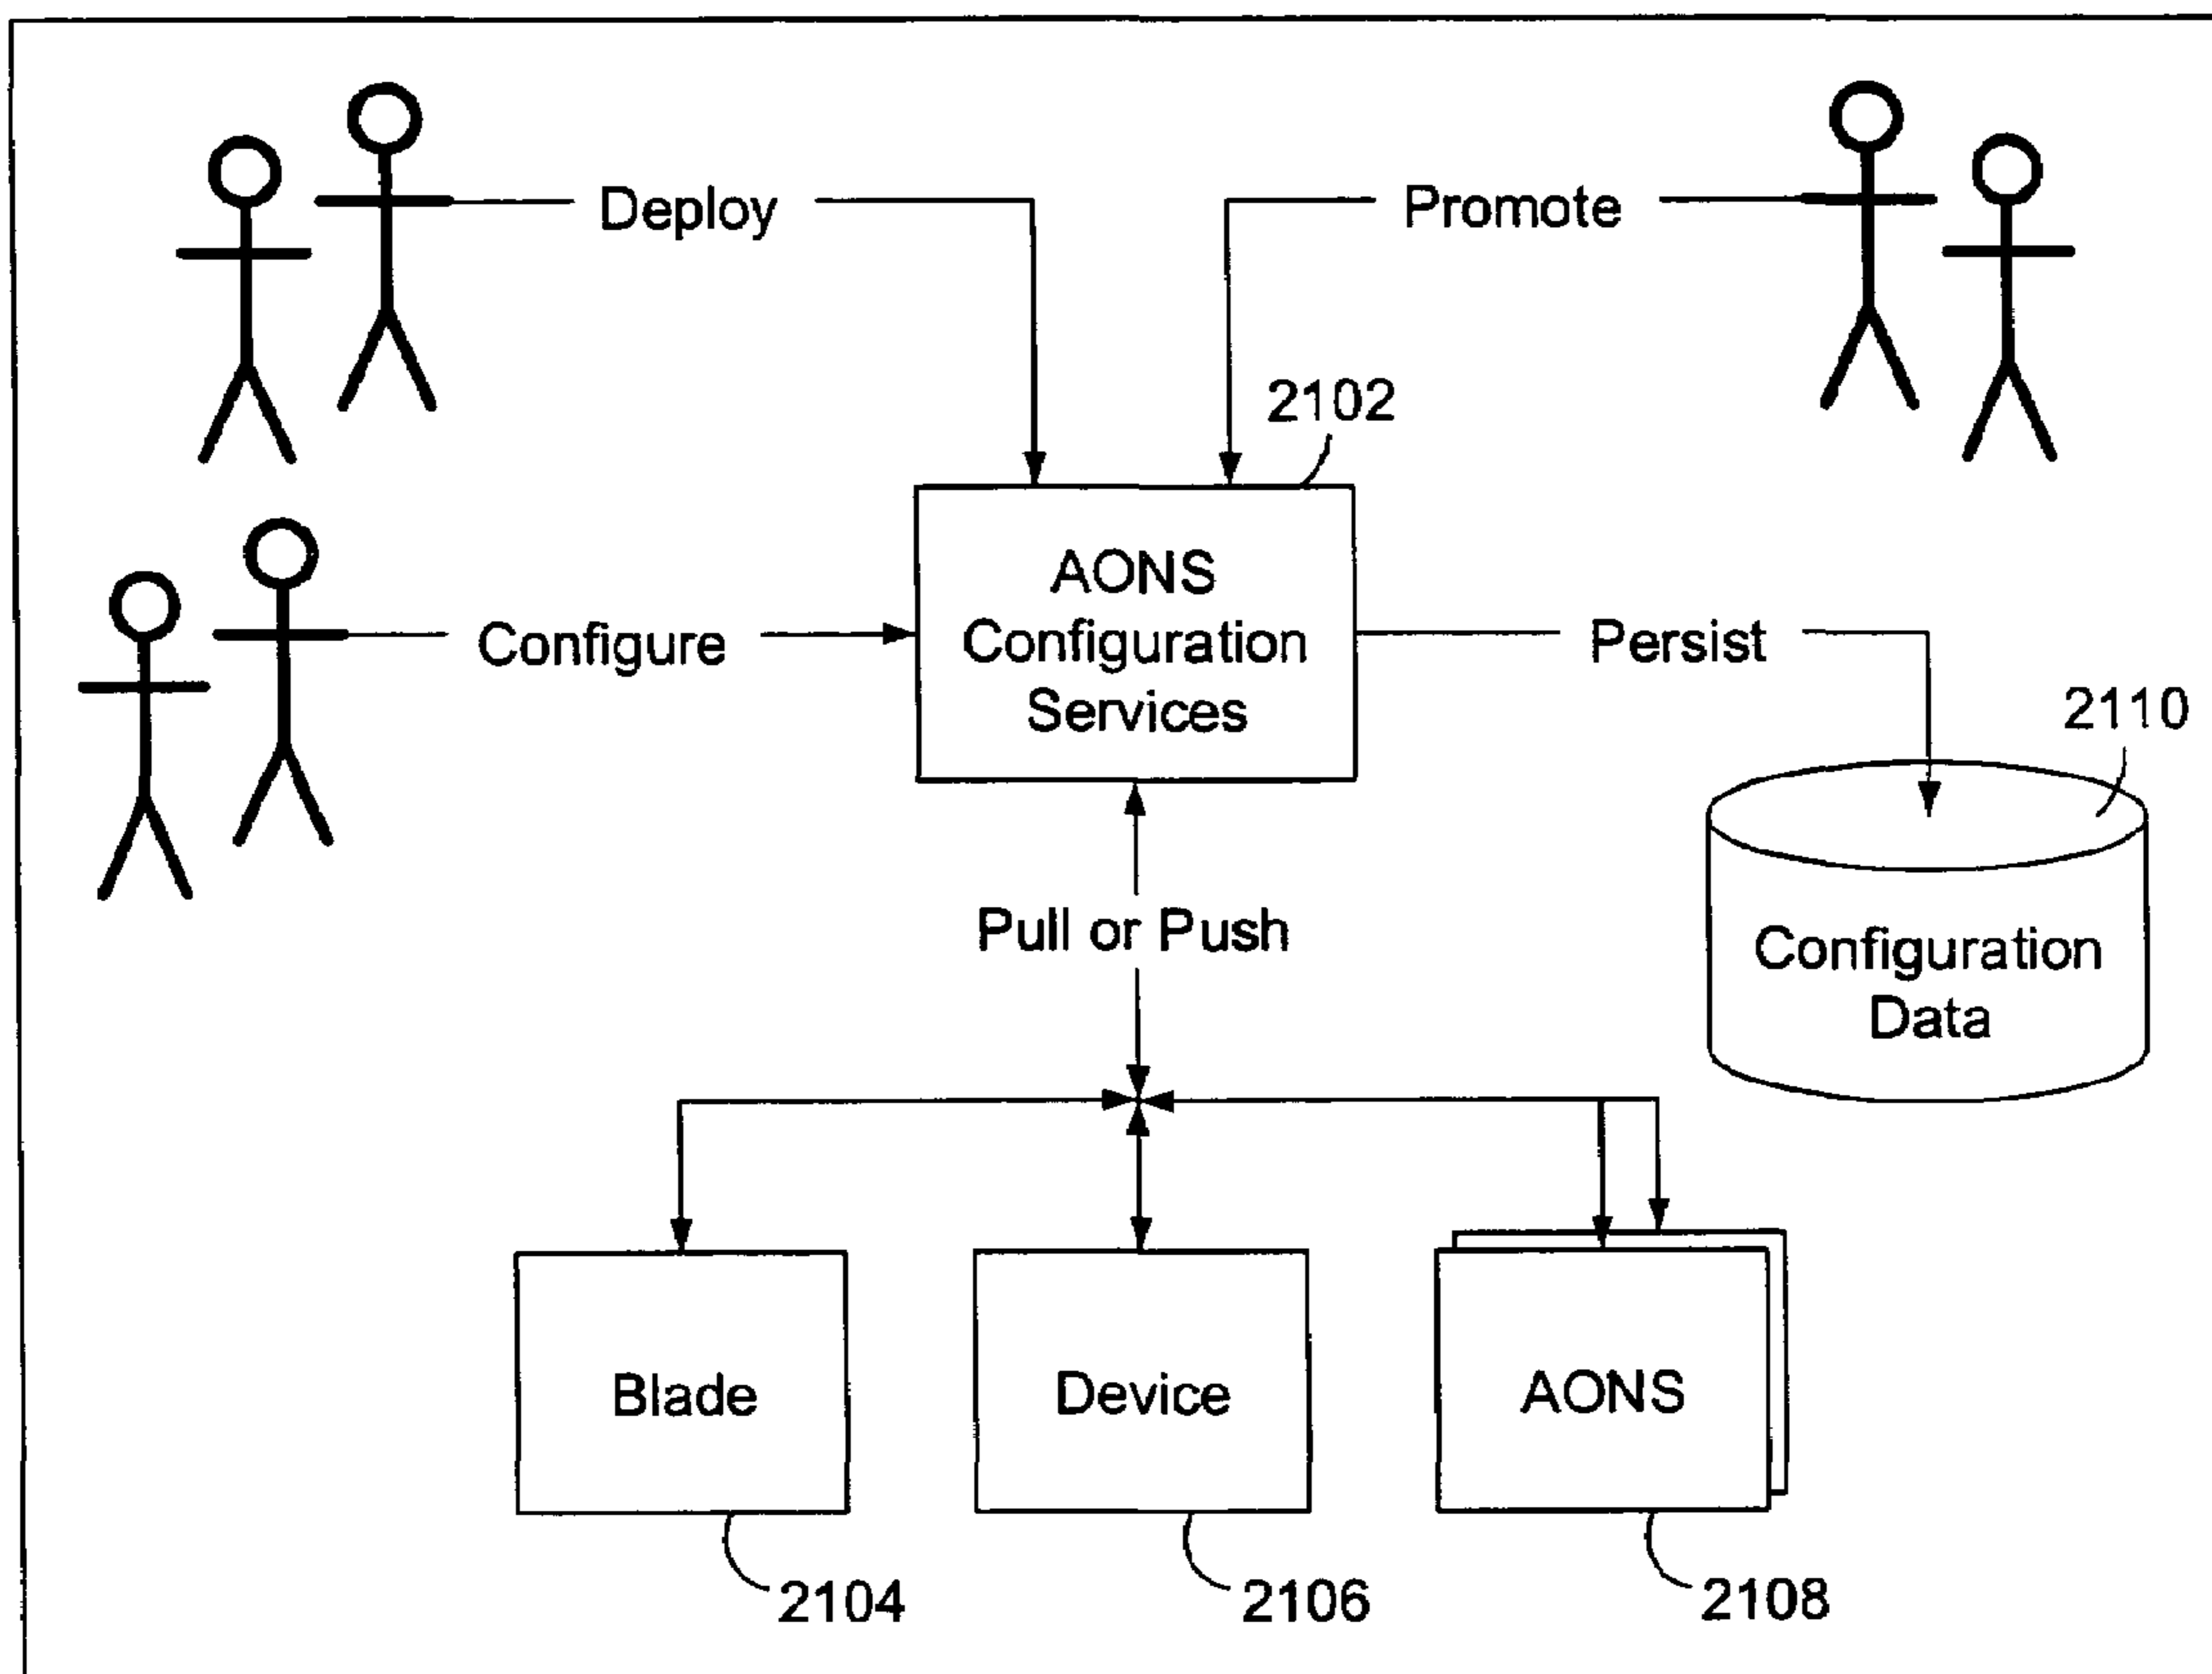 Deploy
Promote
2102
AONS
Configuration
Services
Configure
Persist
2110
Pull or Push
Configuration
Data
Blade
Device
AONS
2104
2106
2108